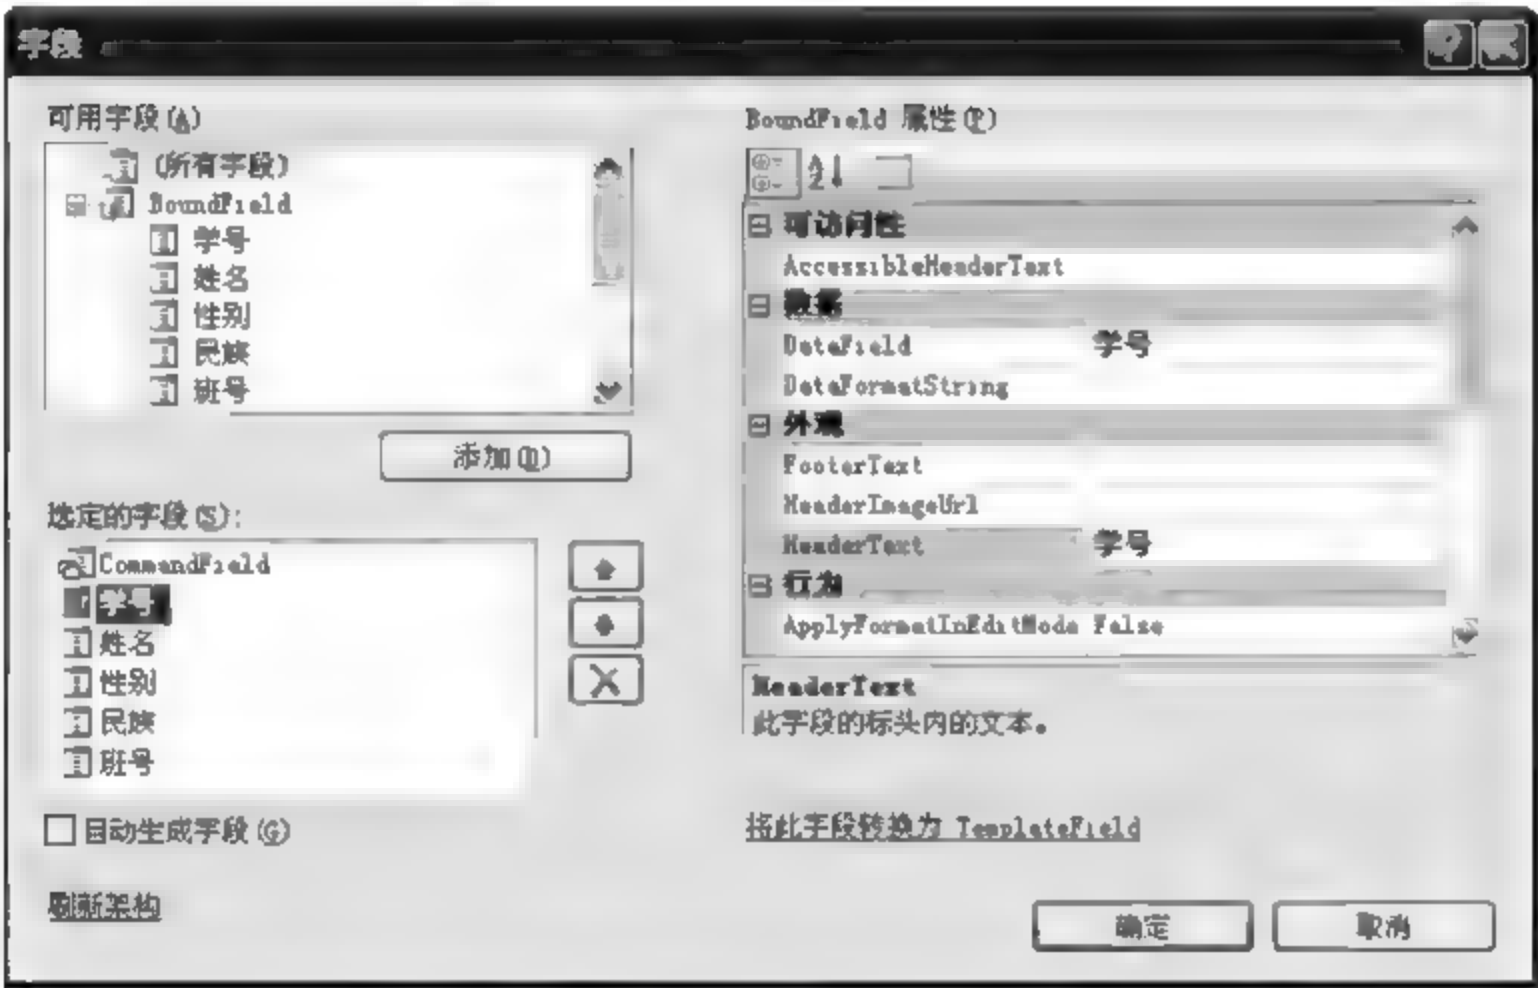 字段
可用字段(A)
(所有字段)
BoundField
学号
姓名
性别
民族
班号
添加(D)
选定的字段(S):
CommandField
学号
姓名
性别
民族
班号
自动生成字段(G)
刷新架构
BoundField 属性(P)
可访问性
AccessibleHeaderText
数据
DataField 学号
DataFormatString
外观
FooterText
HeaderImageUrl
HeaderText 学号
行为
ApplyFormatInEditMode False
HeaderText
此字段的标头内的文本。
将此字段转换为 TemplateField
确定
取消